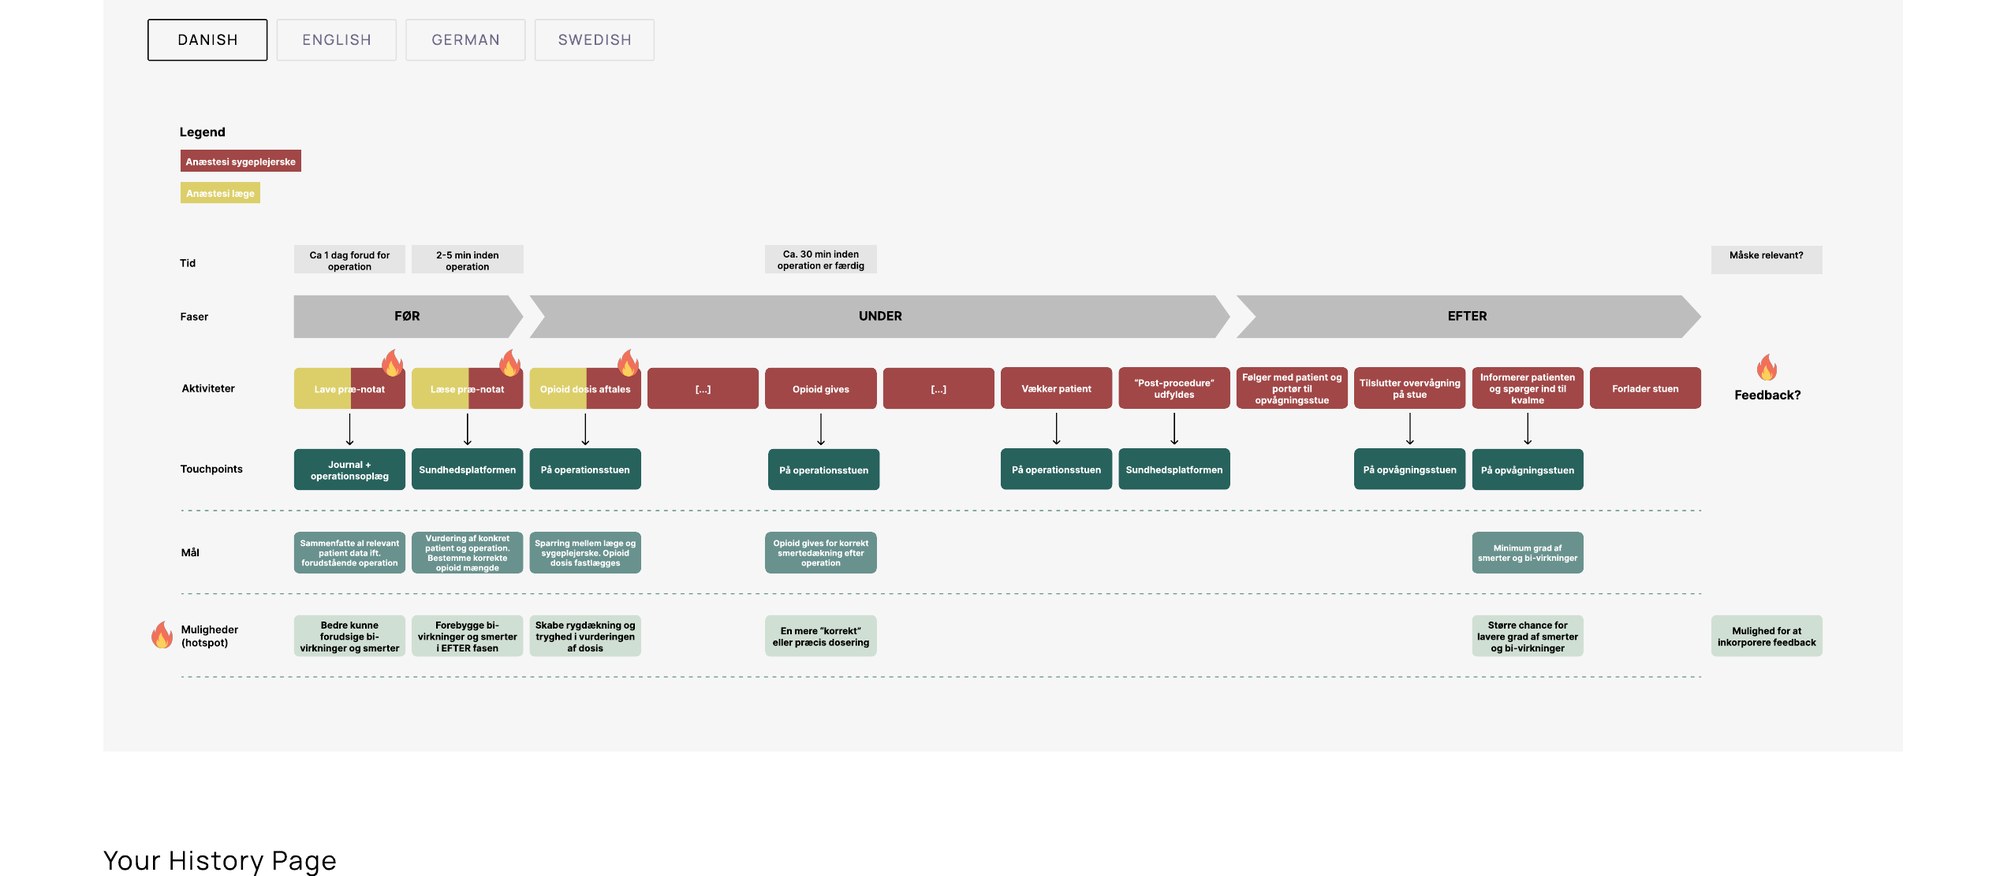 DANISH
ENGLISH
GERMAN
SWEDISH
Legend
Anæstesi sygeplejerske
Anæstesi læge
Tid
Ca 1 dag forud for
operation
2-5 min inden
operation
Ca. 30 min inden
operation er færdig
Måske relevant?
Faser
FØR
UNDER
EFTER
Aktiviteter
Lave præ-notat
Læse præ-notat
Opioid dosis aftales
[...]
Opioid gives
[...]
Vækker patient
"Post-procedure"
udfyldes
Følger med patient og
portør til
opvågningsstue
Tilslutter overvågning
på stue
Informerer patienten
og spørger ind til
kvalme
Forlader stuen
Feedback?
Touchpoints
Journal +
operationsoplæg
Sundhedsplatformen
På operationsstuen
På operationsstuen
På operationsstuen
Sundhedsplatformen
På opvågningsstuen
På opvågningsstuen
Mål
Sammenfatte al relevant
patient data ift.
forudstående operation
Vurdering af konkret
patient og operation.
Bestemme korrekte
opioid mængde
Sparring mellem læge og
sygeplejerske. Opioid
dosis fastlægges
Opioid gives for korrekt
smertedækning efter
operation
Minimum grad af
smerter og bi-virkninger
Muligheder
(hotspot)
Bedre kunne
forudsige bi-
virkninger og smerter
Forebygge bi-
virkninger og smerter
i EFTER fasen
Skabe rygdækning og
tryghed i vurderingen
af dosis
En mere "korrekt"
eller præcis dosering
Større chance for
lavere grad af smerter
og bi-virkninger
Mulighed for at
inkorporere feedback
Your History Page